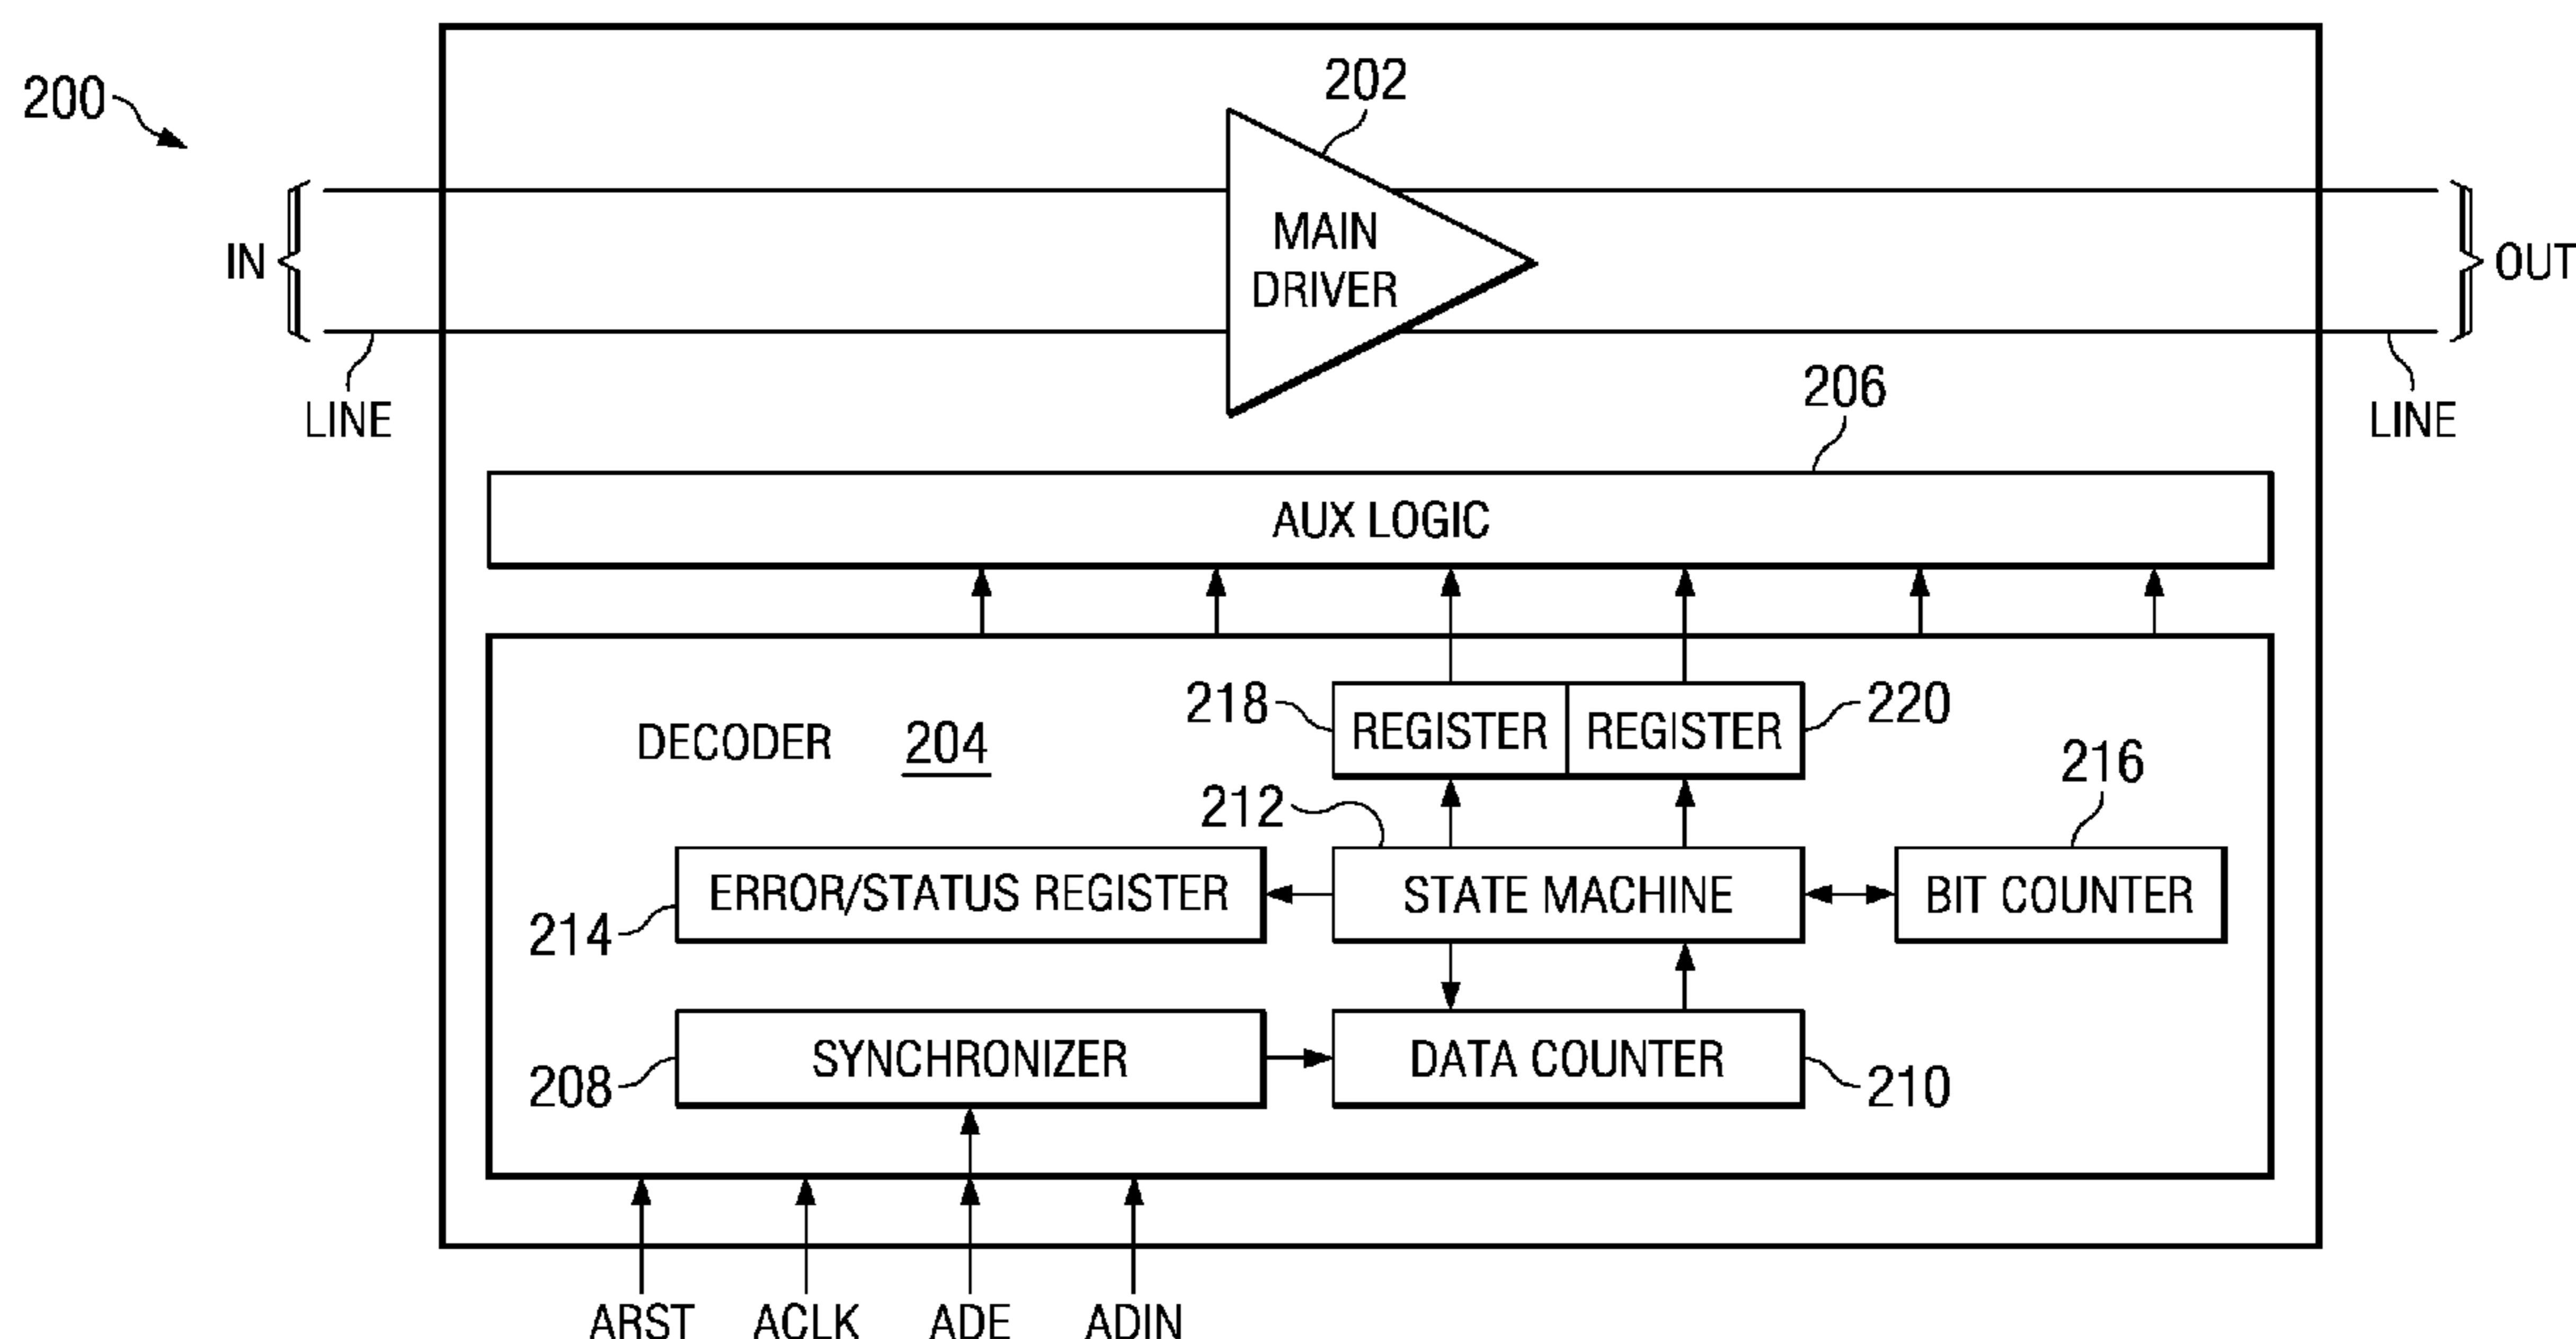 200
202
MAIN
DRIVER
IN
OUT
LINE
LINE
206
AUX LOGIC
DECODER 204
218
REGISTER
REGISTER
220
212
216
ERROR/STATUS REGISTER
STATE MACHINE
BIT COUNTER
214
SYNCHRONIZER
DATA COUNTER
208
210
ARST
ACLK
ADE
ADIN